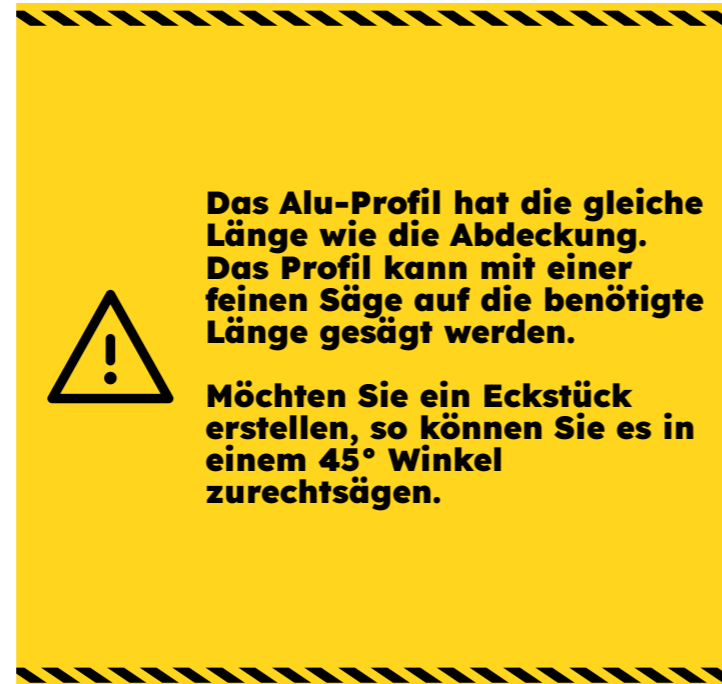 Das Alu-Profil hat die gleiche
Länge wie die Abdeckung.
Das Profil kann mit einer
feinen Säge auf die benötigte
Länge gesägt werden.
Möchten Sie ein Eckstück
erstellen, so können Sie es in
einem 45° Winkel
zurechtsägen.